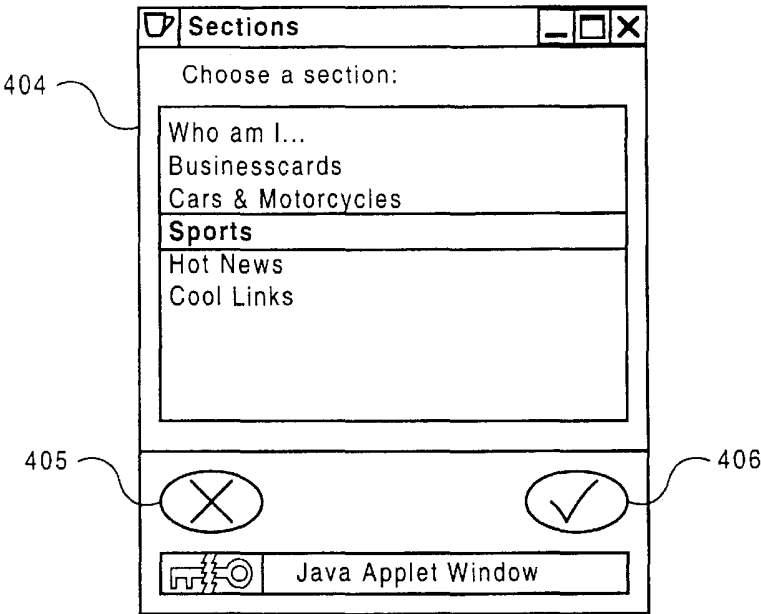 Sections
Choose a section:
404
Who am I...
Businesscards
Cars & Motorcycles
Sports
Hot News
Cool Links
405
406
Java Applet Window